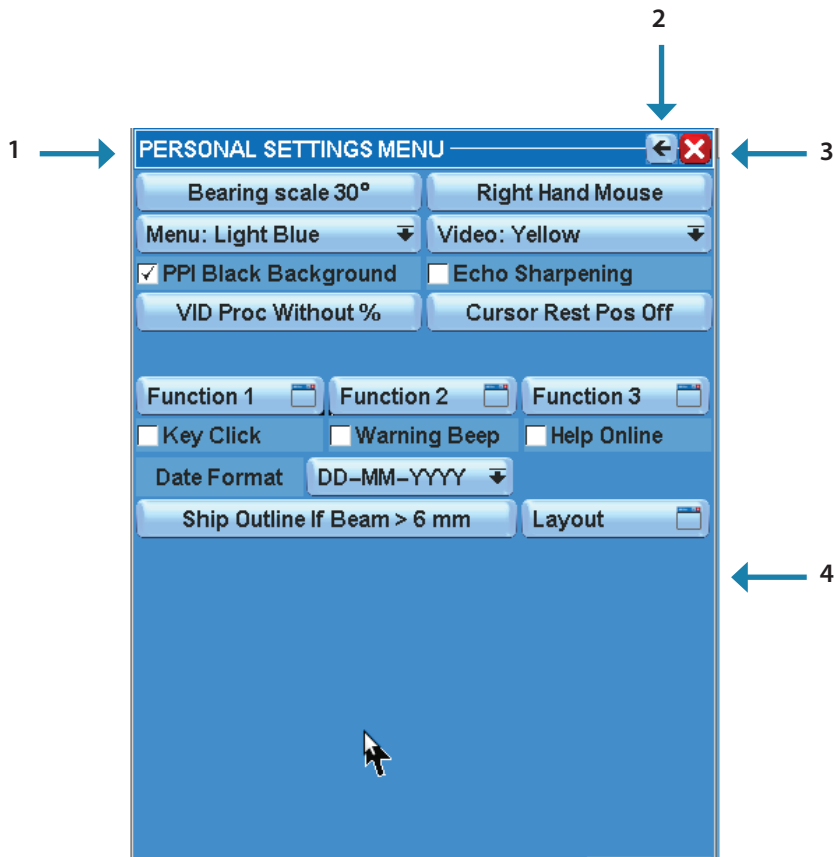 2
1
PERSONAL SETTINGS MENU
3
Bearing scale 30° Right Hand Mouse
Menu: Light Blue Video: Yellow
PPI Black Background Echo Sharpening
VID Proc Without % Cursor Rest Pos Off
Function 1 Function 2 Function 3
Key Click Warning Beep Help Online
Date Format DD-MM-YYYY
Ship Outline If Beam > 6 mm Layout
4